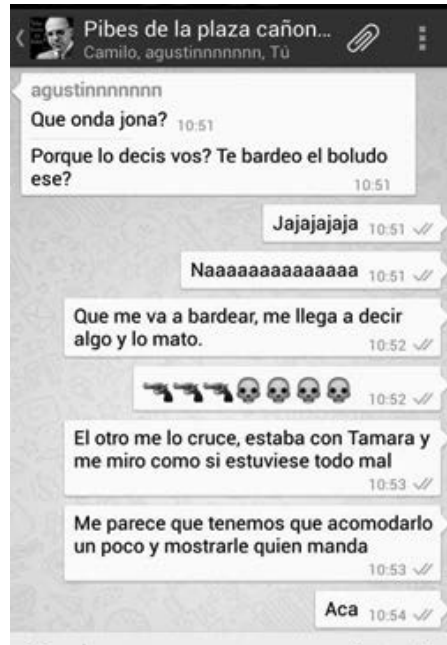 Pibes de la plaza cañon...
Camilo, agustinnnnnnn, Tú
agustinnnnnnn
Que onda jona? 10:51
Porque lo decis vos? Te bardeo el boludo
ese?
10:51
Jajajajaja 10:51
Naaaaaaaaaaaaaa 10:51
Que me va a bardear, me llega a decir
algo y lo mato.
10:52
🔫🔫🔫💀💀💀💀 10:52
El otro me lo cruce, estaba con Tamara y
me miro como si estuviese todo mal
10:53
Me parece que tenemos que acomodarlo
un poco y mostrarle quien manda
10:53
Aca 10:54